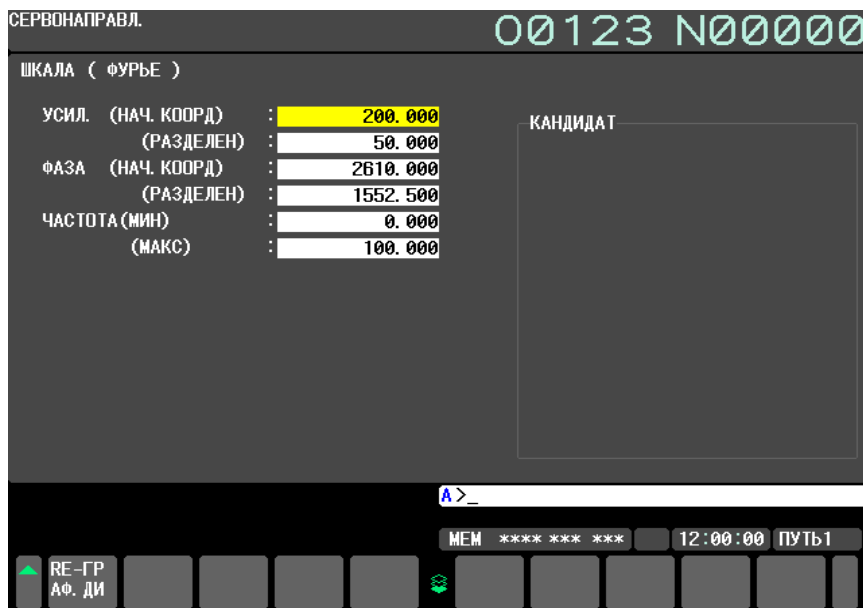 СЕРВОНАПРАВЛ.
O0123 N00000
ШКАЛА ( ФУРЬЕ )
УСИЛ. (НАЧ. КООРД) : 200.000
(РАЗДЕЛЕН) : 50.000
ФАЗА (НАЧ. КООРД) : 2610.000
(РАЗДЕЛЕН) : 1552.500
ЧАСТОТА(МИН) : 0.000
(МАКС) : 100.000
КАНДИДАТ
A>_
MEM **** *** *** 12:00:00 ПУТЬ1
RE-ГР
АФ. ДИ